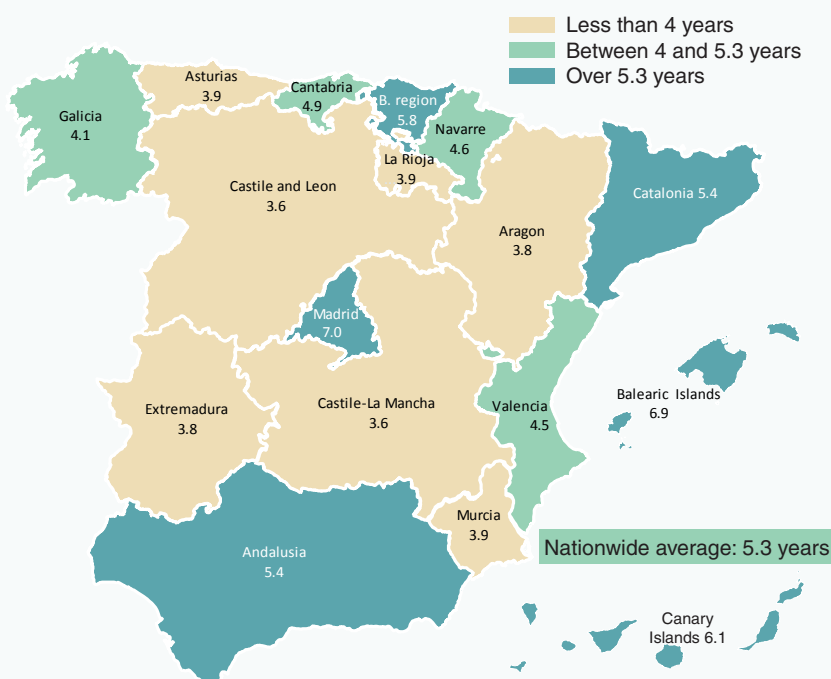 Less than 4 years
Between 4 and 5.3 years
Over 5.3 years
Asturias
3.9
Cantabria
4.9
B. region
5.8
Galicia
4.1
Navarre
4.6
La Rioja
3.9
Castile and Leon
3.6
Catalonia 5.4
Aragon
3.8
Madrid
7.0
Balearic Islands
6.9
Extremadura
3.8
Castile-La Mancha
3.6
Valencia
4.5
Murcia
3.9
Andalusia
5.4
Nationwide average: 5.3 years
Canary
Islands 6.1